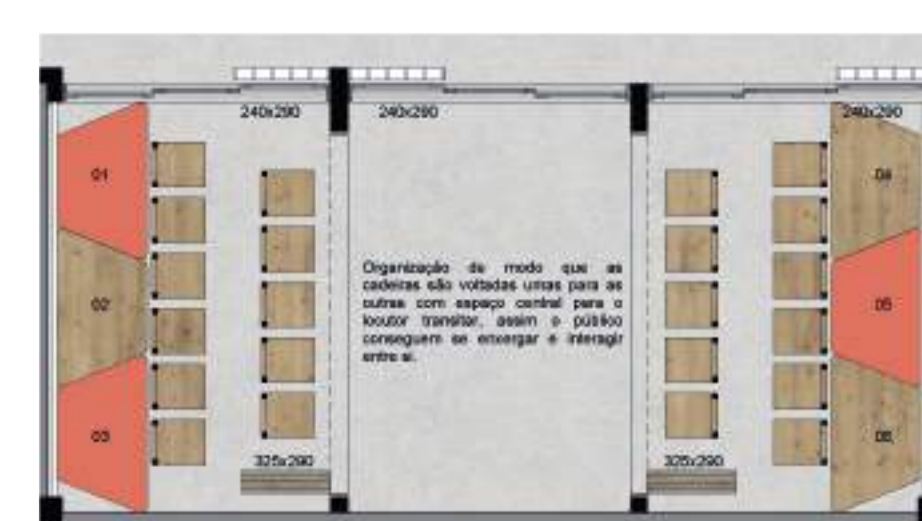 240x290
240x290
240x290
01
04
02
05
03
06
Organização de modo que as
cadeiras são voltadas umas para as
outras com espaço central para o
locutor transitar, assim o público
conseguem se enxergar e interagir
entre si.
325x290
325x290